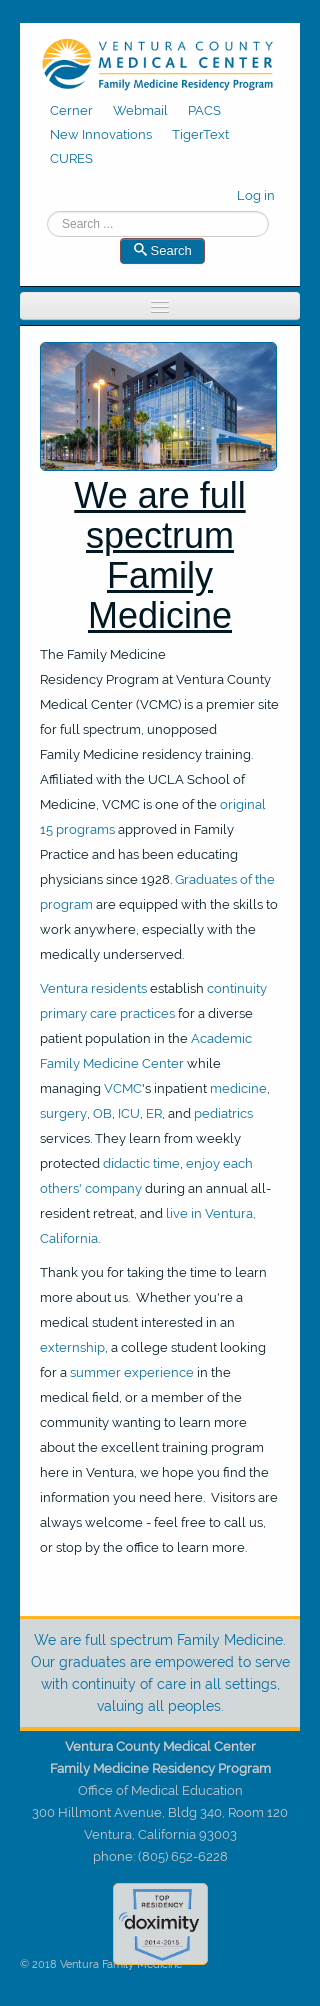 VENTURA COUNTY
MEDICAL CENTER
Family Medicine Residency Program
Cerner Webmail PACS
New Innovations TigerText
CURES
Log in
Search ...
Search
We are full
spectrum
Family
Medicine
The Family Medicine
Residency Program at Ventura County
Medical Center (VCMC) is a premier site
for full spectrum, unopposed
Family Medicine residency training.
Affiliated with the UCLA School of
Medicine, VCMC is one of the original
15 programs approved in Family
Practice and has been educating
physicians since 1928. Graduates of the
program are equipped with the skills to
work anywhere, especially with the
medically underserved.
Ventura residents establish continuity
primary care practices for a diverse
patient population in the Academic
Family Medicine Center while
managing VCMC's inpatient medicine,
surgery, OB, ICU, ER, and pediatrics
services. They learn from weekly
protected didactic time, enjoy each
others' company during an annual all-
resident retreat, and live in Ventura,
California.
Thank you for taking the time to learn
more about us. Whether you're a
medical student interested in an
externship, a college student looking
for a summer experience in the
medical field, or a member of the
community wanting to learn more
about the excellent training program
here in Ventura, we hope you find the
information you need here. Visitors are
always welcome - feel free to call us,
or stop by the office to learn more.
We are full spectrum Family Medicine.
Our graduates are empowered to serve
with continuity of care in all settings,
valuing all peoples.
Ventura County Medical Center
Family Medicine Residency Program
Office of Medical Education
300 Hillmont Avenue, Bldg 340, Room 120
Ventura, California 93003
phone: (805) 652-6228
TOP
RESIDENCY
doximity
2014-2015
© 2018 Ventura Family Medicine